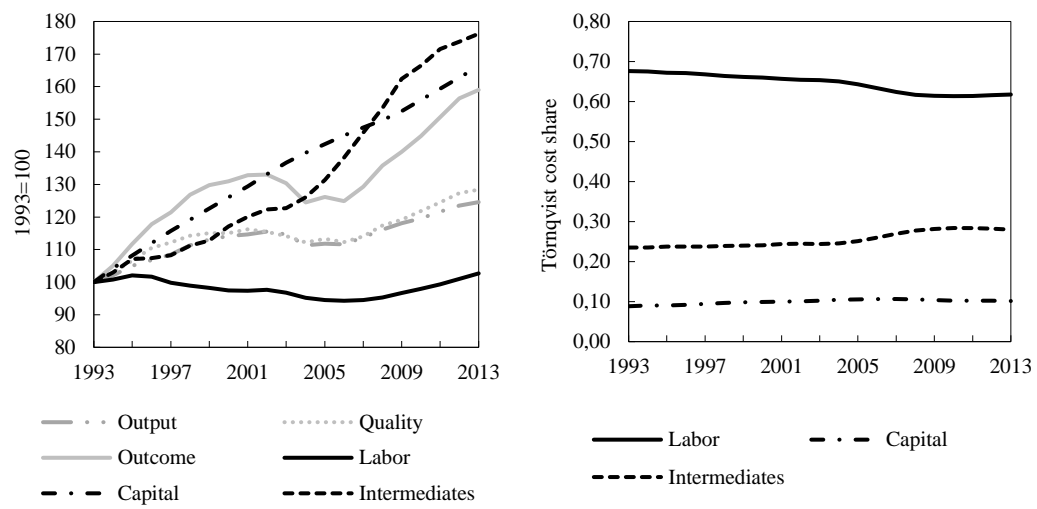 1993=100
180
170
160
150
140
130
120
110
100
90
80
1993 1997 2001 2005 2009 2013
Output Quality
Outcome Labor
Capital Intermediates
Törnqvist cost share
0,80
0,70
0,60
0,50
0,40
0,30
0,20
0,10
0,00
1993 1997 2001 2005 2009 2013
Labor Capital
Intermediates